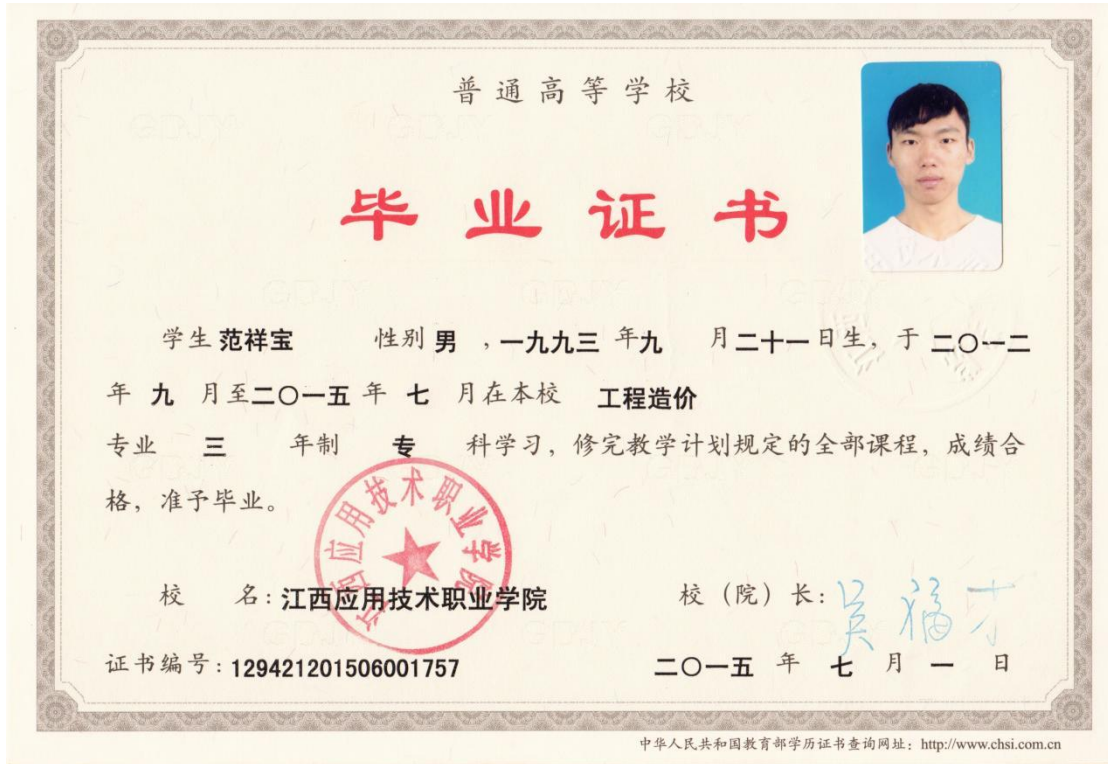 普通高等学校
毕业证书
学生 范祥宝 性别 男 ，一九九三 年 九 月 二十一 日生，于 二〇一二
年 九 月至 二〇一五 年 七 月在本校 工程造价
专业 三 年制 专 科学习，修完教学计划规定的全部课程，成绩合
格，准予毕业。
江西应用技术职业学院
校 名：江西应用技术职业学院 校（院）长：吴福才
证书编号：129421201506001757 二〇一五 年 七 月 一 日
中华人民共和国教育部学历证书查询网址：http://www.chsi.com.cn